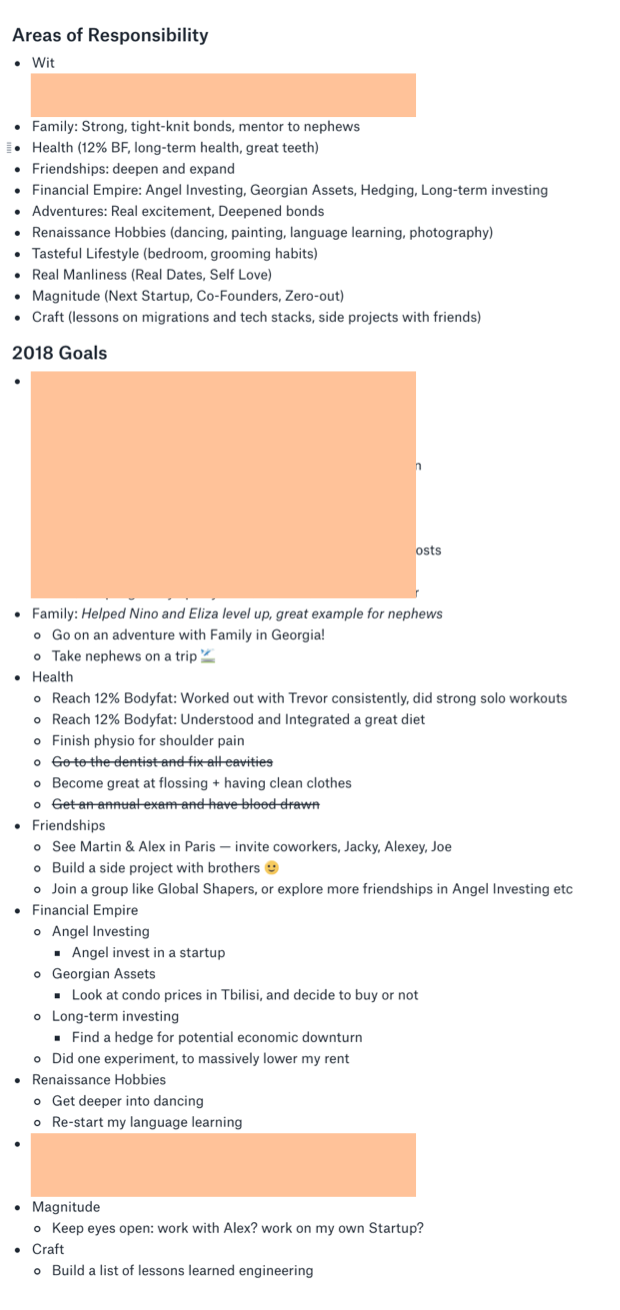 Areas of Responsibility
Wit
Family: Strong, tight-knit bonds, mentor to nephews
Health (12% BF, long-term health, great teeth)
Friendships: deepen and expand
Financial Empire: Angel Investing, Georgian Assets, Hedging, Long-term investing
Adventures: Real excitement, Deepened bonds
Renaissance Hobbies (dancing, painting, language learning, photography)
Tasteful Lifestyle (bedroom, grooming habits)
Real Manliness (Real Dates, Self Love)
Magnitude (Next Startup, Co-Founders, Zero-out)
Craft (lessons on migrations and tech stacks, side projects with friends)
2018 Goals
osts
Family: Helped Nino and Eliza level up, great example for nephews
Go on an adventure with Family in Georgia!
Take nephews on a trip
Health
Reach 12% Bodyfat: Worked out with Trevor consistently, did strong solo workouts
Reach 12% Bodyfat: Understood and Integrated a great diet
Finish physio for shoulder pain
Go to the dentist and fix all cavities
Become great at flossing + having clean clothes
Get an annual exam and have blood drawn
Friendships
See Martin & Alex in Paris — invite coworkers, Jacky, Alexey, Joe
Build a side project with brothers 🙂
Join a group like Global Shapers, or explore more friendships in Angel Investing etc
Financial Empire
Angel Investing
Angel invest in a startup
Georgian Assets
Look at condo prices in Tbilisi, and decide to buy or not
Long-term investing
Find a hedge for potential economic downturn
Did one experiment, to massively lower my rent
Renaissance Hobbies
Get deeper into dancing
Re-start my language learning
Magnitude
Keep eyes open: work with Alex? work on my own Startup?
Craft
Build a list of lessons learned engineering